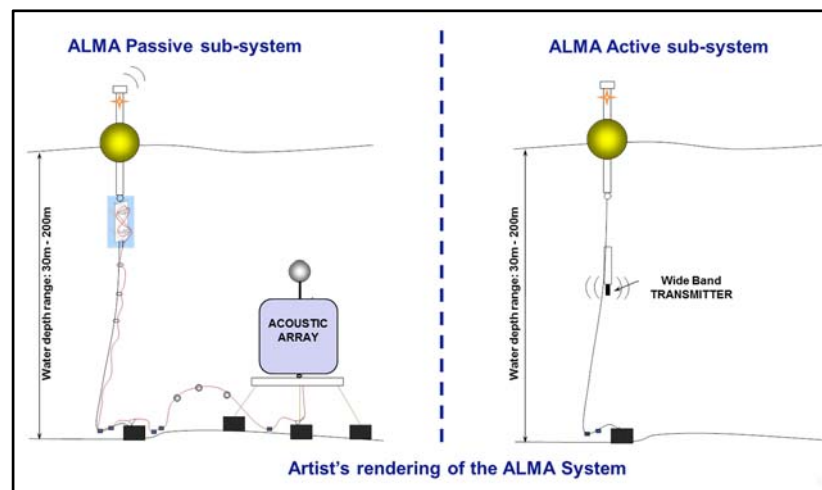 ALMA Passive sub-system
ALMA Active sub-system
Water depth range: 30m - 200m
ACOUSTIC
ARRAY
Water depth range: 30m - 200m
Wide Band
TRANSMITTER
Artist's rendering of the ALMA System